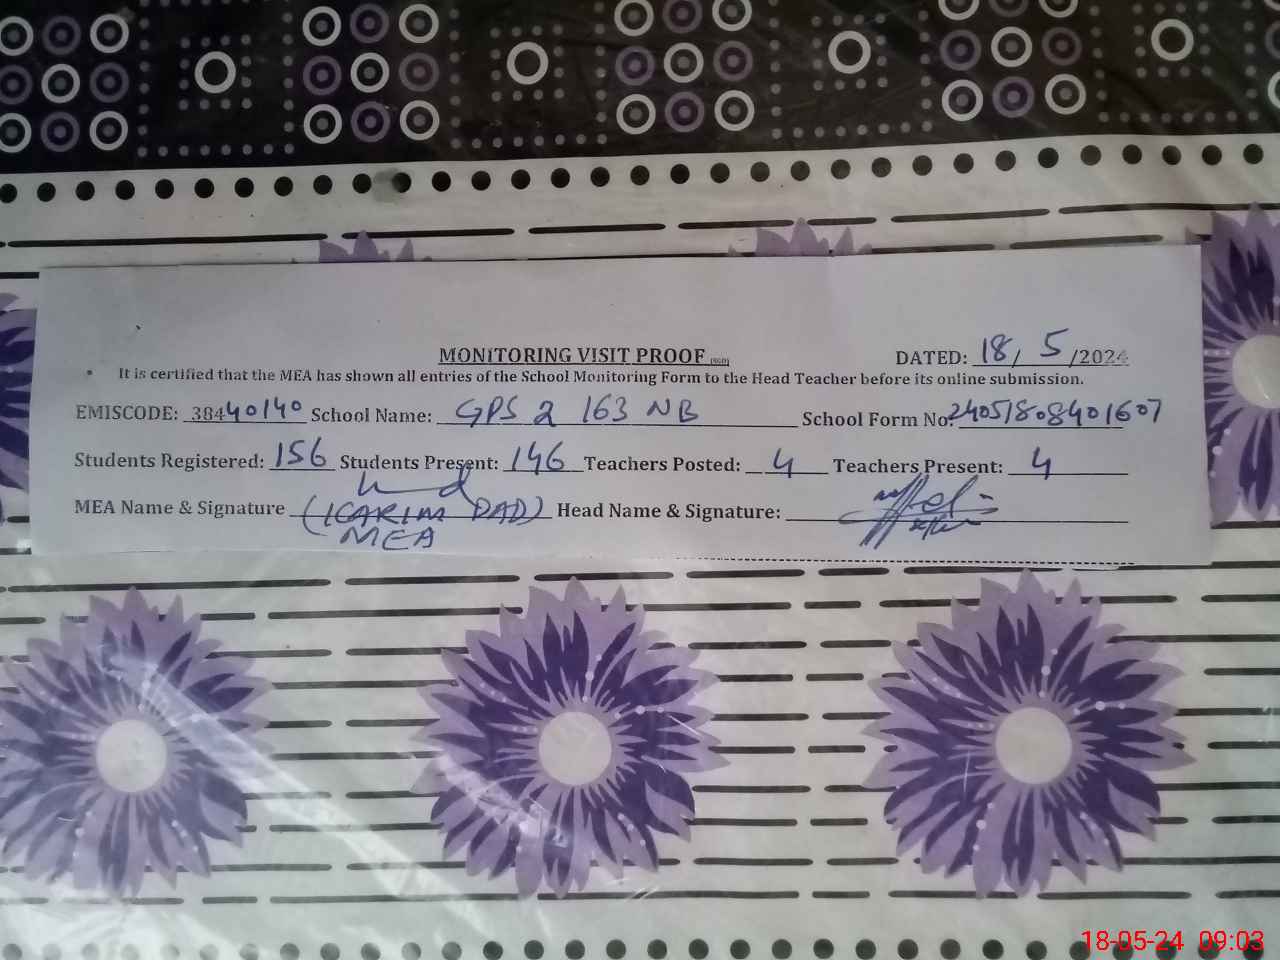 MONITORING VISIT PROOF (SGD) DATED: 18/ 5 /2024
• It is certified that the MEA has shown all entries of the School Monitoring Form to the Head Teacher before its online submission.
EMISCODE: 38440140 School Name: GPS 2 163 NB School Form No: 24051808401607
Students Registered: 156 Students Present: 146 Teachers Posted: 4 Teachers Present: 4
MEA Name & Signature (KARIM DAD) Head Name & Signature:
MEA
18-05-24 09:03